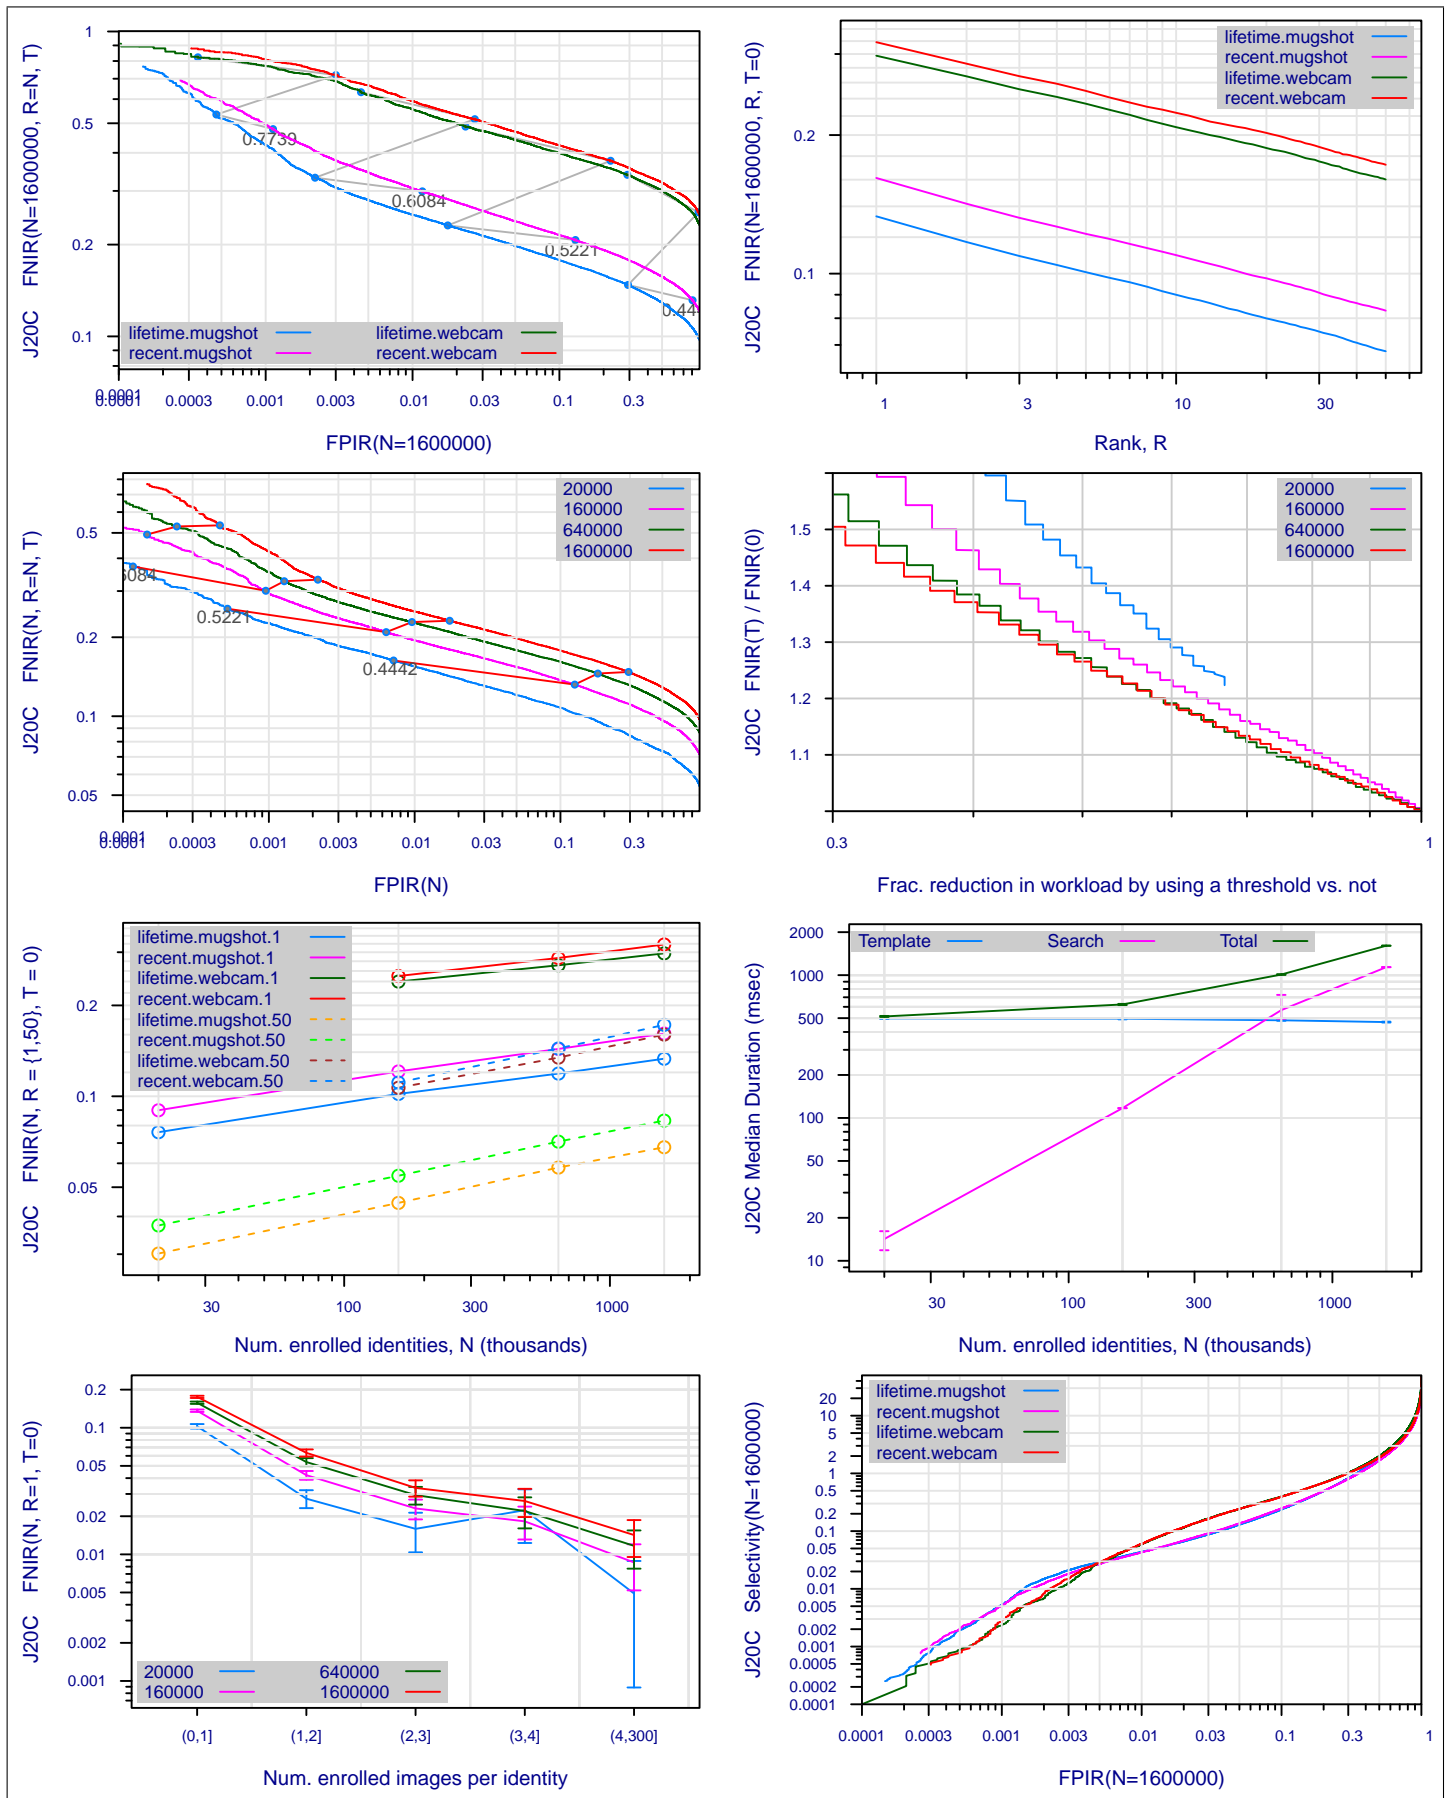 J20C FNIR(N=1600000, R=N, T)
1
0.5
0.2
0.1
0.7739
0.6084
0.5221
lifetime.mugshot
recent.mugshot
lifetime.webcam
recent.webcam
0.0001
0.0001 0.0003 0.001 0.003 0.01 0.03 0.1 0.3
FPIR(N=1600000)
J20C FNIR(N=1600000, R, T=0)
0.2
0.1
lifetime.mugshot
recent.mugshot
lifetime.webcam
recent.webcam
1 3 10 30
Rank, R
J20C FNIR(N, R=N, T)
0.5
0.2
0.1
0.05
0.5221
0.4442
20000
160000
640000
1600000
0.0001
0.0001 0.0003 0.001 0.003 0.01 0.03 0.1 0.3
FPIR(N)
J20C FNIR(T) / FNIR(0)
1.5
1.4
1.3
1.2
1.1
20000
160000
640000
1600000
0.3 1
Frac. reduction in workload by using a threshold vs. not
J20C FNIR(N, R = {1,50}, T = 0)
0.2
0.1
0.05
lifetime.mugshot.1
recent.mugshot.1
lifetime.webcam.1
recent.webcam.1
lifetime.mugshot.50
recent.mugshot.50
lifetime.webcam.50
recent.webcam.50
30 100 300 1000
Num. enrolled identities, N (thousands)
J20C Median Duration (msec)
2000
1000
500
200
100
50
20
10
Template Search Total
30 100 300 1000
Num. enrolled identities, N (thousands)
J20C FNIR(N, R=1, T=0)
0.2
0.1
0.05
0.02
0.01
0.005
0.002
0.001
20000
160000
640000
1600000
(0,1] (1,2] (2,3] (3,4] (4,300]
Num. enrolled images per identity
J20C Selectivity(N=1600000)
20
10
5
2
1
0.5
0.2
0.1
0.05
0.02
0.01
0.005
0.002
0.001
0.0005
0.0002
0.0001
lifetime.mugshot
recent.mugshot
lifetime.webcam
recent.webcam
0.0001 0.0003 0.001 0.003 0.01 0.03 0.1 0.3 1
FPIR(N=1600000)